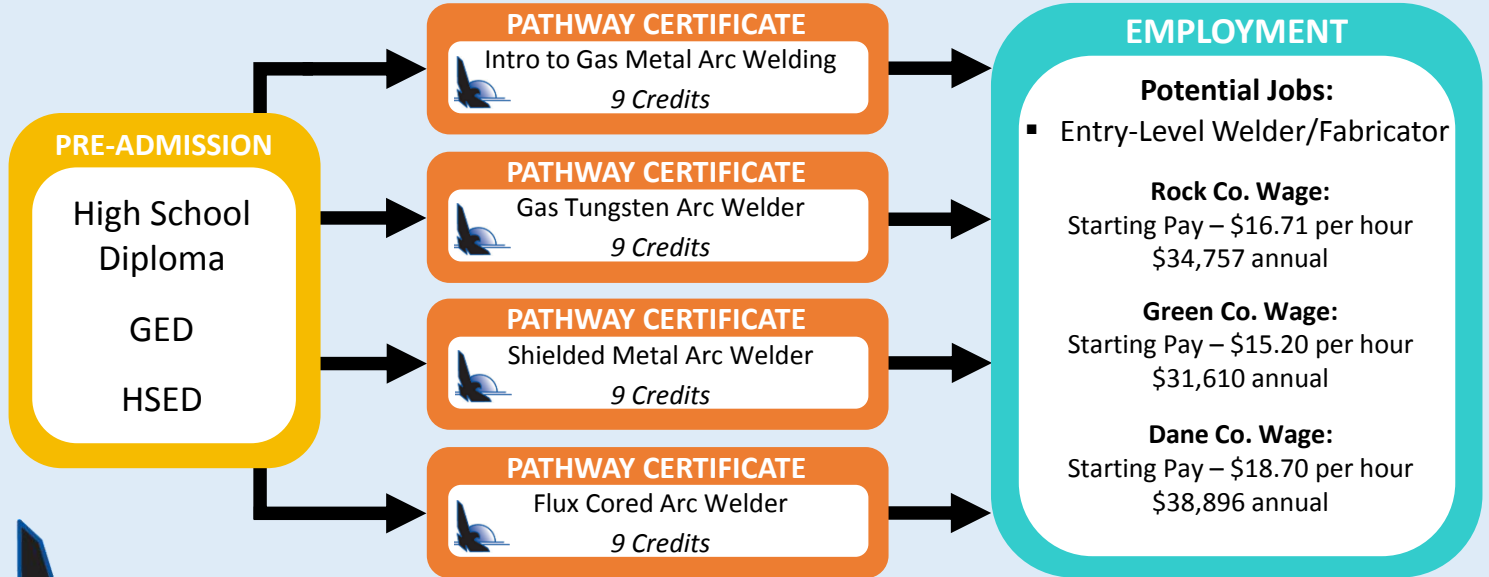 PRE-ADMISSION
High School
Diploma
GED
HSED
PATHWAY CERTIFICATE
Intro to Gas Metal Arc Welding
9 Credits
PATHWAY CERTIFICATE
Gas Tungsten Arc Welder
9 Credits
PATHWAY CERTIFICATE
Shielded Metal Arc Welder
9 Credits
PATHWAY CERTIFICATE
Flux Cored Arc Welder
9 Credits
EMPLOYMENT
Potential Jobs:
▪ Entry-Level Welder/Fabricator
Rock Co. Wage:
Starting Pay – $16.71 per hour
$34,757 annual
Green Co. Wage:
Starting Pay – $15.20 per hour
$31,610 annual
Dane Co. Wage:
Starting Pay – $18.70 per hour
$38,896 annual